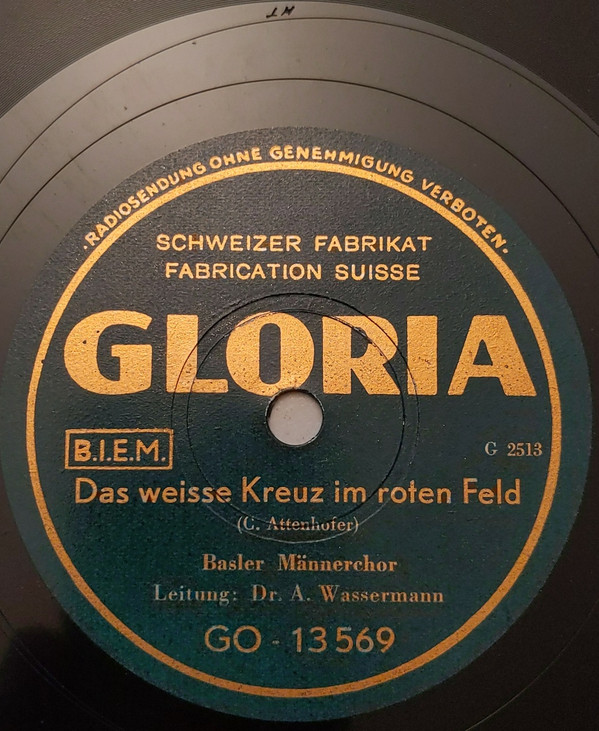 ·RADIOSENDUNG OHNE GENEHMIGUNG VERBOTEN·
SCHWEIZER FABRIKAT
FABRICATION SUISSE
GLORIA
B.I.E.M.
G 2513
Das weisse Kreuz im roten Feld
(C. Attenhofer)
Basler Männerchor
Leitung: Dr. A. Wassermann
GO - 13569